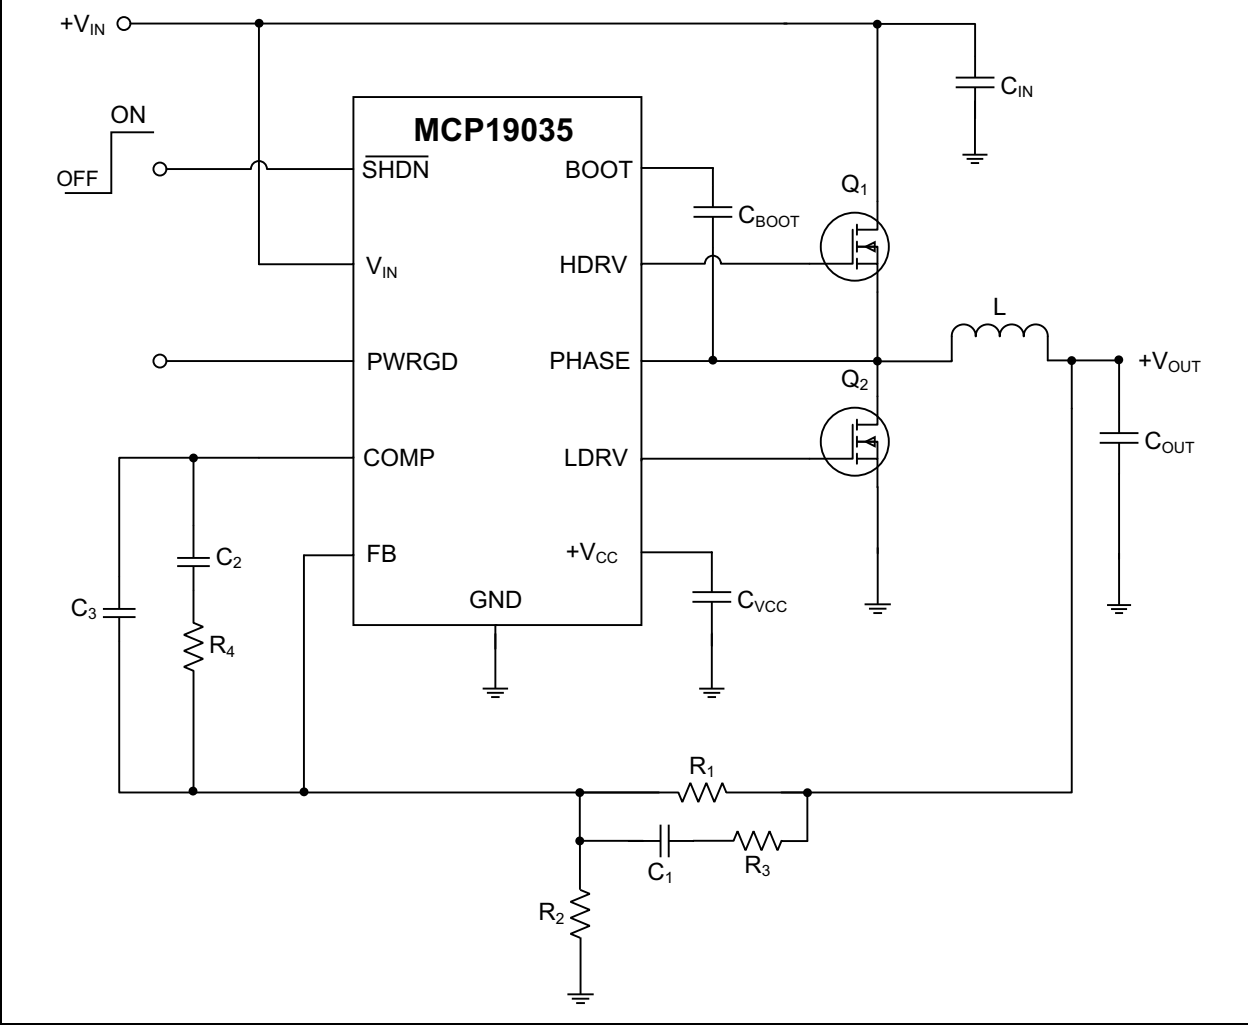 +VIN
ON
OFF
MCP19035
SHDN
VIN
PWRGD
COMP
FB
GND
BOOT
HDRV
PHASE
LDRV
+VCC
CBOOT
CVCC
CIN
Q1
Q2
L
+VOUT
COUT
C2
C3
R4
R1
C1
R3
R2